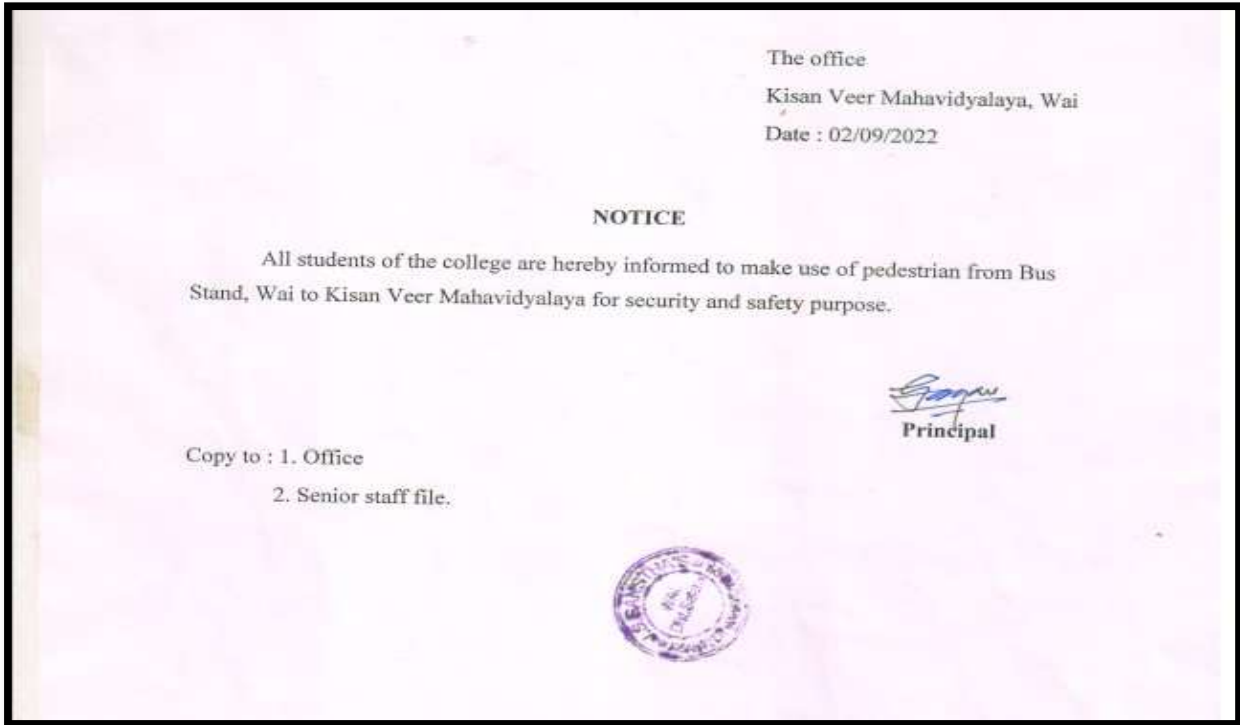 The office
Kisan Veer Mahavidyalaya, Wai
Date : 02/09/2022
NOTICE
All students of the college are hereby informed to make use of pedestrian from Bus
Stand, Wai to Kisan Veer Mahavidyalaya for security and safety purpose.
Principal
Copy to : 1. Office
2. Senior staff file.